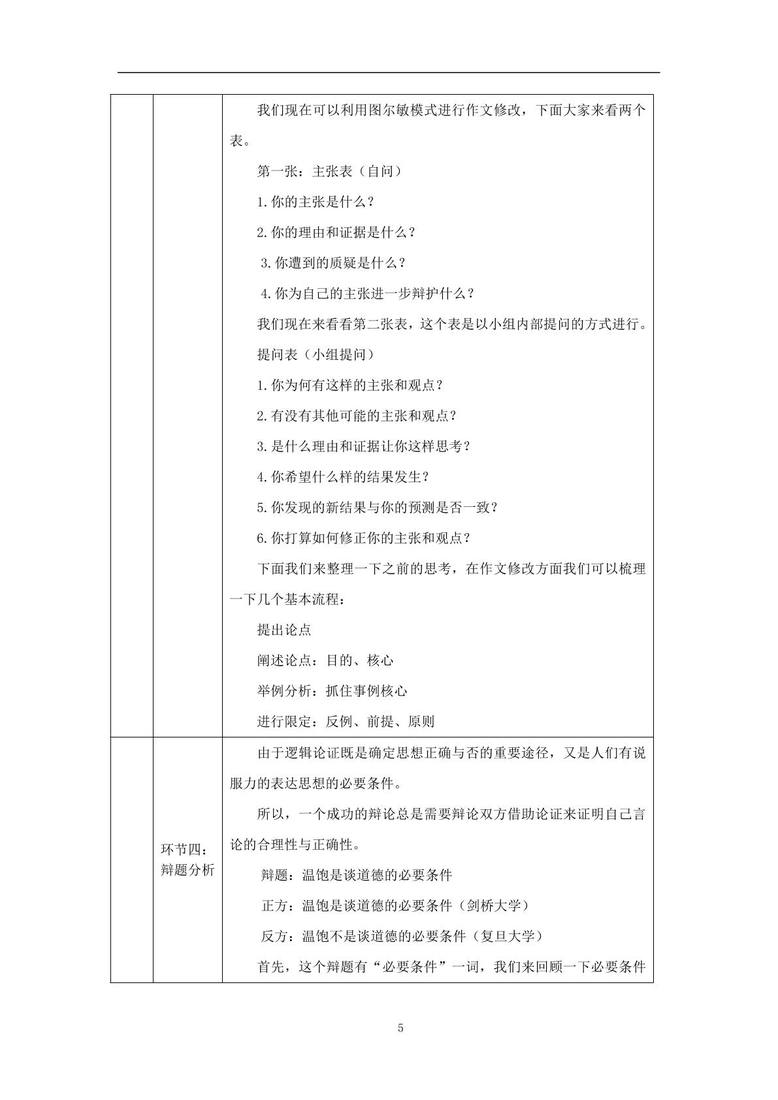 我们现在可以利用图尔敏模式进行作文修改，下面大家来看两个
表。
第一张：主张表（自问）
1.你的主张是什么？
2.你的理由和证据是什么？
3.你遭到的质疑是什么？
4.你为自己的主张进一步辩护什么？
我们现在来看看第二张表，这个表是以小组内部提问的方式进行。
提问表（小组提问）
1.你为何有这样的主张和观点？
2.有没有其他可能的主张和观点？
3.是什么理由和证据让你这样思考？
4.你希望什么样的结果发生？
5.你发现的新结果与你的预测是否一致？
6.你打算如何修正你的主张和观点？
下面我们来整理一下之前的思考，在作文修改方面我们可以梳理
一下几个基本流程：
提出论点
阐述论点：目的、核心
举例分析：抓住事例核心
进行限定：反例、前提、原则
环节四：
辩题分析
由于逻辑论证既是确定思想正确与否的重要途径，又是人们有说
服力的表达思想的必要条件。
所以，一个成功的辩论总是需要辩论双方借助论证来证明自己言
论的合理性与正确性。
辩题：温饱是谈道德的必要条件
正方：温饱是谈道德的必要条件（剑桥大学）
反方：温饱不是谈道德的必要条件（复旦大学）
首先，这个辩题有“必要条件”一词，我们来回顾一下必要条件
5